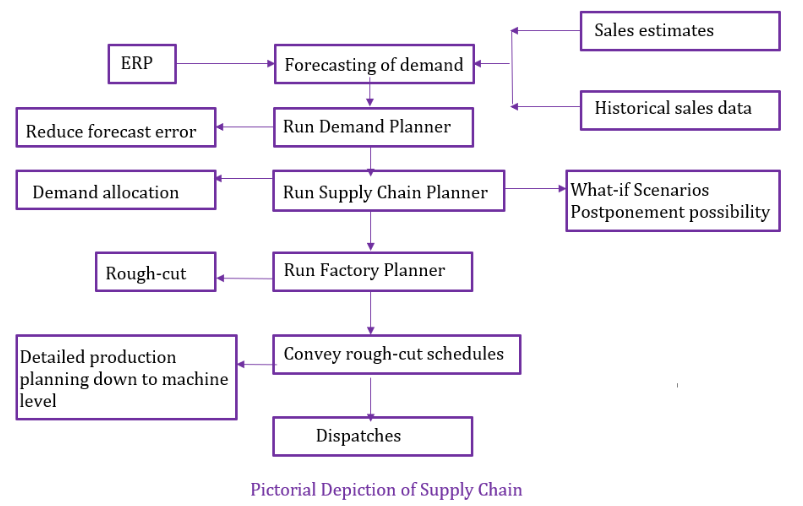 Sales estimates
ERP
Forecasting of demand
Historical sales data
Reduce forecast error
Run Demand Planner
Demand allocation
Run Supply Chain Planner
What-if Scenarios
Postponement possibility
Rough-cut
Run Factory Planner
Detailed production
planning down to machine
level
Convey rough-cut schedules
Dispatches
Pictorial Depiction of Supply Chain